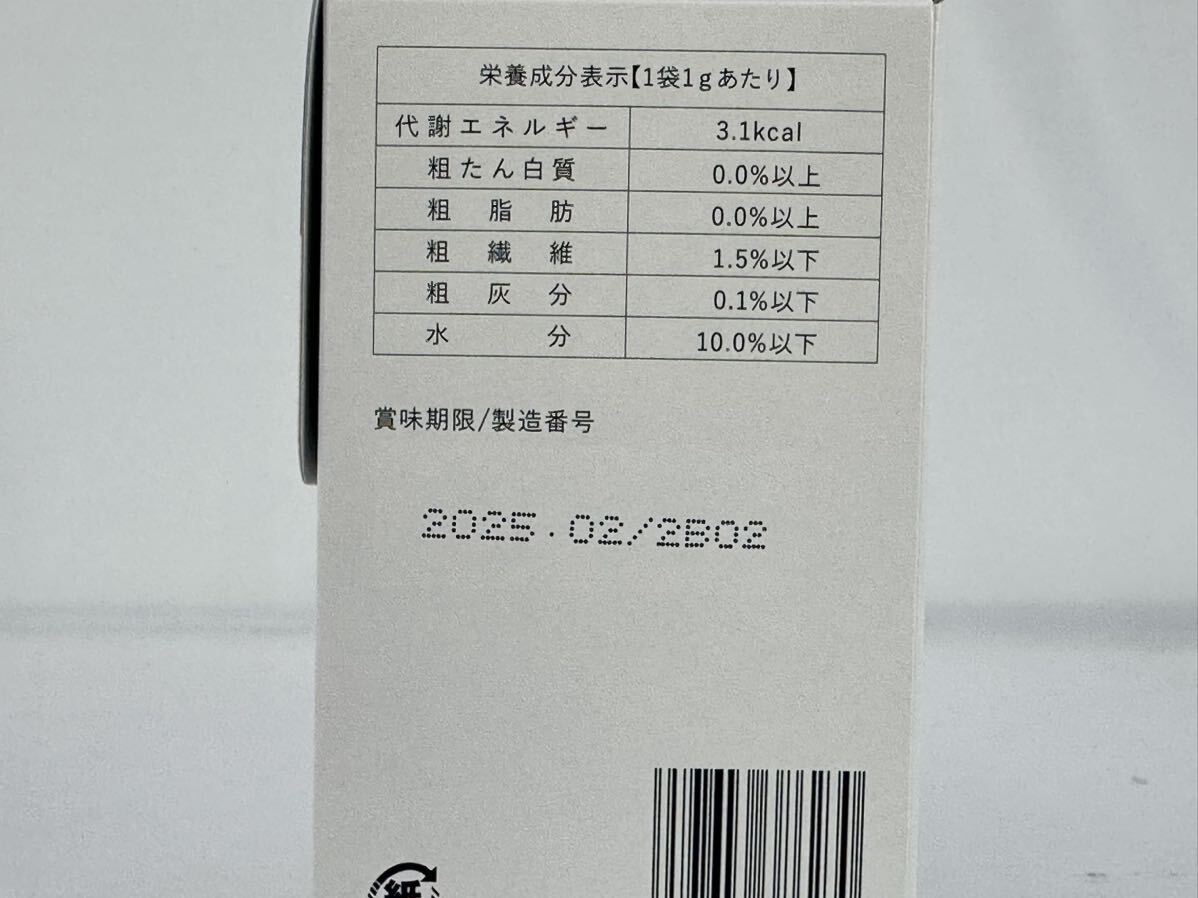 栄養成分表示【1袋1gあたり】
代謝エネルギー 3.1kcal
粗たん白質 0.0%以上
粗脂肪 0.0%以上
粗繊維 1.5%以下
粗灰分 0.1%以下
水分 10.0%以下
賞味期限/製造番号
2025.02/2B02
紙